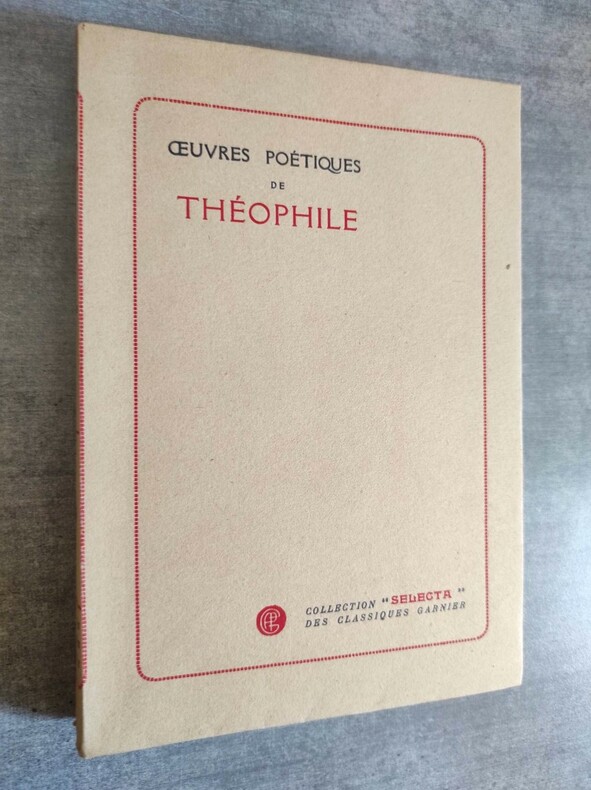 ŒUVRES POÉTIQUES
DE
THÉOPHILE
COLLECTION "SELECTA"
DES CLASSIQUES GARNIER